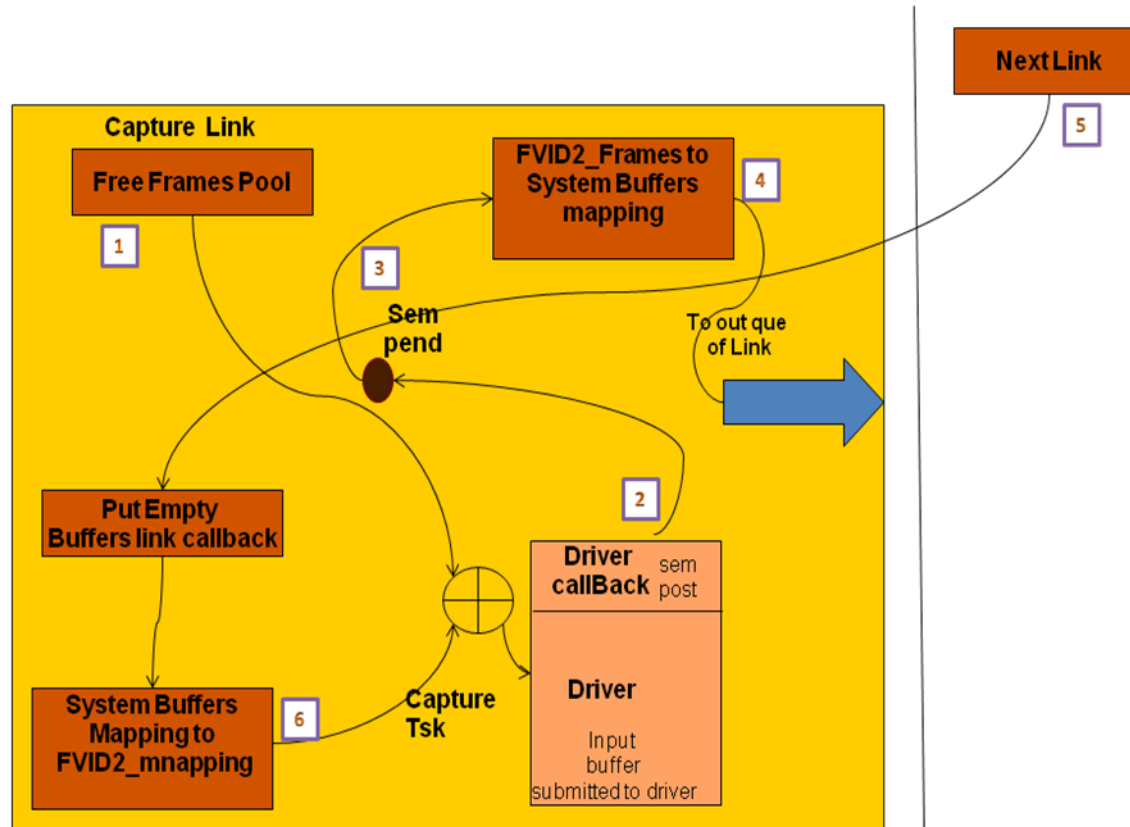 Next Link
5
Capture Link
Free Frames Pool
1
FVID2_Frames to
System Buffers
mapping
4
3
Sem
pend
To out que
of Link
2
Put Empty
Buffers link callback
Driver
callBack
sem
post
System Buffers
Mapping to
FVID2_mnapping
6
Capture
Tsk
Driver
Input
buffer
submitted to driver